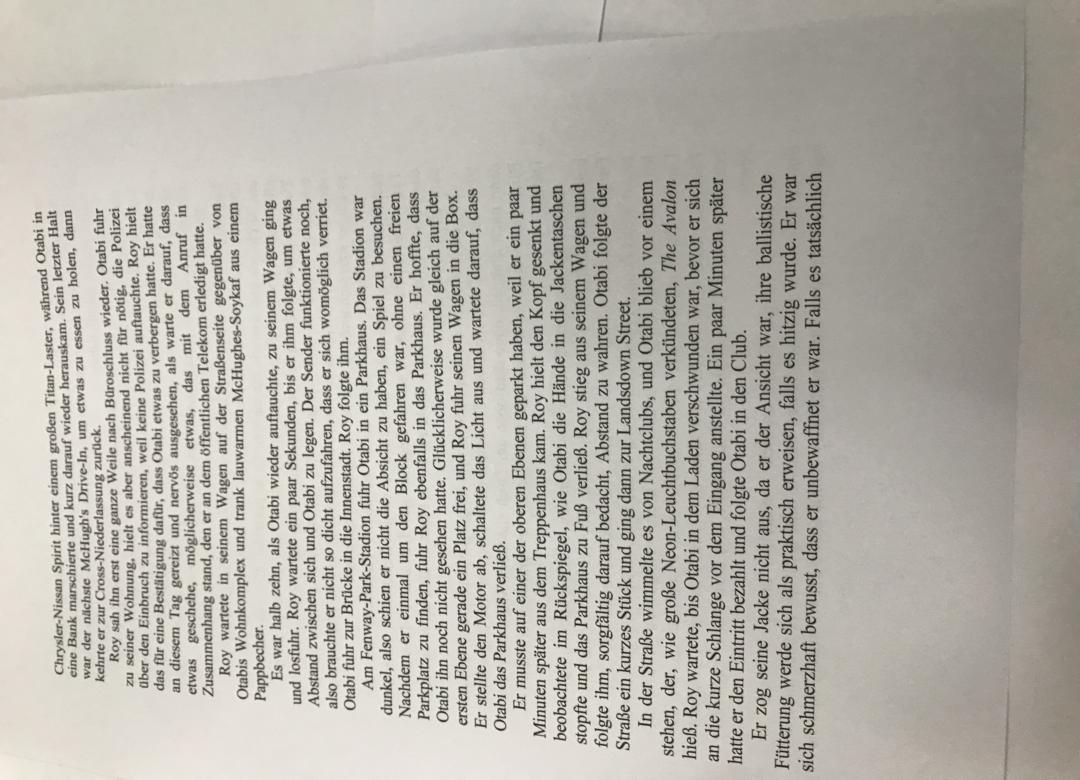 Chrysler-Nissan Spirit hinter einem großen Titan-Laster, während Otabi in
eine Bank marschierte und kurz darauf wieder herauskam. Sein letzter Halt
war der nächste McHugh's Drive-In, um etwas zu essen zu holen, dann
kehrte er zur Cross-Niederlassung zurück.
Roy sah ihn erst eine ganze Weile nach Büroschluss wieder. Otabi fuhr
zu seiner Wohnung, hielt es aber anscheinend nicht für nötig, die Polizei
über den Einbruch zu informieren, weil keine Polizei auftauchte. Roy hielt
das für eine Bestätigung dafür, dass Otabi etwas zu verbergen hatte. Er hatte
an diesem Tag gereizt und nervös ausgesehen, als warte er darauf, dass
etwas geschehe, möglicherweise etwas, das mit dem Anruf in
Zusammenhang stand, den er an dem öffentlichen Telekom erledigt hatte.
Roy wartete in seinem Wagen auf der Straßenseite gegenüber von
Otabis Wohnkomplex und trank lauwarmen McHughes-Soykaf aus einem
Pappbecher.
Es war halb zehn, als Otabi wieder auftauchte, zu seinem Wagen ging
und losfuhr. Roy wartete ein paar Sekunden, bis er ihm folgte, um etwas
Abstand zwischen sich und Otabi zu legen. Der Sender funktionierte noch,
also brauchte er nicht so dicht aufzufahren, dass er sich womöglich verriet.
Otabi fuhr zur Brücke in die Innenstadt. Roy folgte ihm.
Am Fenway-Park-Stadion fuhr Otabi in ein Parkhaus. Das Stadion war
dunkel, also schien er nicht die Absicht zu haben, ein Spiel zu besuchen.
Nachdem er einmal um den Block gefahren war, ohne einen freien
Parkplatz zu finden, fuhr Roy ebenfalls in das Parkhaus. Er hoffte, dass
Otabi ihn noch nicht gesehen hatte. Glücklicherweise wurde gleich auf der
ersten Ebene gerade ein Platz frei, und Roy fuhr seinen Wagen in die Box.
Er stellte den Motor ab, schaltete das Licht aus und wartete darauf, dass
Otabi das Parkhaus verließ.
Er musste auf einer der oberen Ebenen geparkt haben, weil er ein paar
Minuten später aus dem Treppenhaus kam. Roy hielt den Kopf gesenkt und
beobachtete im Rückspiegel, wie Otabi die Hände in die Jackentaschen
stopfte und das Parkhaus zu Fuß verließ. Roy stieg aus seinem Wagen und
folgte ihm, sorgfältig darauf bedacht, Abstand zu wahren. Otabi folgte der
Straße ein kurzes Stück und ging dann zur Landsdown Street.
In der Straße wimmelte es von Nachtclubs, und Otabi blieb vor einem
stehen, der, wie große Neon-Leuchtbuchstaben verkündeten, The Avalon
hieß. Roy wartete, bis Otabi in dem Laden verschwunden war, bevor er sich
an die kurze Schlange vor dem Eingang anstellte. Ein paar Minuten später
hatte er den Eintritt bezahlt und folgte Otabi in den Club.
Er zog seine Jacke nicht aus, da er der Ansicht war, ihre ballistische
Fütterung werde sich als praktisch erweisen, falls es hitzig wurde. Er war
sich schmerzhaft bewusst, dass er unbewaffnet er war. Falls es tatsächlich